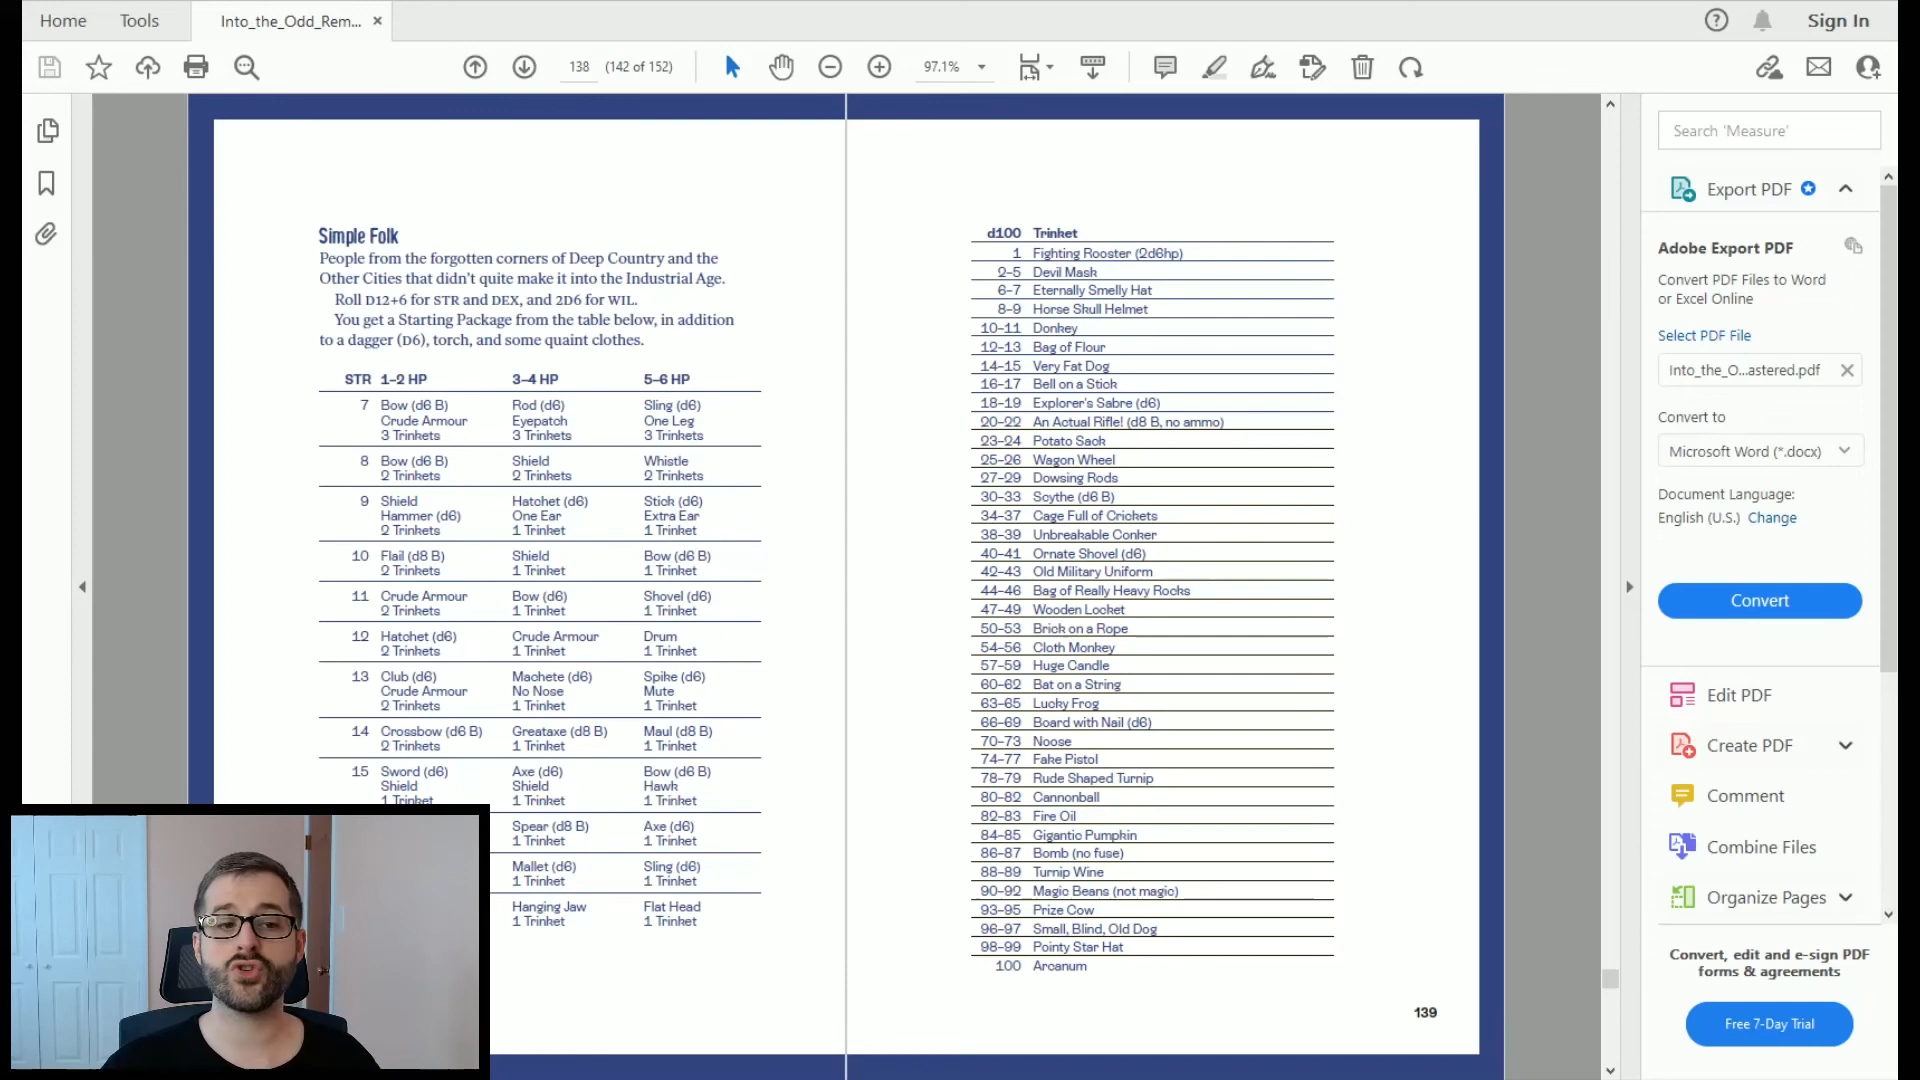 Home
Tools
Into_the_Odd_Rem...
Sign In
138 (142 of 152)
97.1%
Simple Folk
People from the forgotten corners of Deep Country and the
Other Cities that didn't quite make it into the Industrial Age.
Roll D12+6 for STR and DEX, and 2D6 for WIL.
You get a Starting Package from the table below, in addition
to a dagger (D6), torch, and some quaint clothes.
STR 1–2 HP 3–4 HP 5–6 HP
7 Bow (d6 B) Rod (d6) Sling (d6)
Crude Armour Eyepatch One Leg
3 Trinkets 3 Trinkets 3 Trinkets
8 Bow (d6 B) Shield Whistle
2 Trinkets 2 Trinkets 2 Trinkets
9 Shield Hatchet (d6) Stick (d6)
Hammer (d6) One Ear Extra Ear
2 Trinkets 1 Trinket 1 Trinket
10 Flail (d8 B) Shield Bow (d6 B)
2 Trinkets 1 Trinket 1 Trinket
11 Crude Armour Bow (d6) Shovel (d6)
2 Trinkets 1 Trinket 1 Trinket
12 Hatchet (d6) Crude Armour Drum
2 Trinkets 1 Trinket 1 Trinket
13 Club (d6) Machete (d6) Spike (d6)
Crude Armour No Nose Mute
2 Trinkets 1 Trinket 1 Trinket
14 Crossbow (d6 B) Greataxe (d8 B) Maul (d8 B)
2 Trinkets 1 Trinket 1 Trinket
15 Sword (d6) Axe (d6) Bow (d6 B)
Shield Shield Hawk
1 Trinket 1 Trinket 1 Trinket
Spear (d8 B) Axe (d6)
1 Trinket 1 Trinket
Mallet (d6) Sling (d6)
1 Trinket 1 Trinket
Hanging Jaw Flat Head
1 Trinket 1 Trinket
d100 Trinket
1 Fighting Rooster (2d6hp)
2–5 Devil Mask
6–7 Eternally Smelly Hat
8–9 Horse Skull Helmet
10–11 Donkey
12–13 Bag of Flour
14–15 Very Fat Dog
16–17 Bell on a Stick
18–19 Explorer's Sabre (d6)
20–22 An Actual Rifle! (d8 B, no ammo)
23–24 Potato Sack
25–26 Wagon Wheel
27–29 Dowsing Rods
30–33 Scythe (d6 B)
34–37 Cage Full of Crickets
38–39 Unbreakable Conker
40–41 Ornate Shovel (d6)
42–43 Old Military Uniform
44–46 Bag of Really Heavy Rocks
47–49 Wooden Locket
50–53 Brick on a Rope
54–56 Cloth Monkey
57–59 Huge Candle
60–62 Bat on a String
63–65 Lucky Frog
66–69 Board with Nail (d6)
70–73 Noose
74–77 Fake Pistol
78–79 Rude Shaped Turnip
80–82 Cannonball
82–83 Fire Oil
84–85 Gigantic Pumpkin
86–87 Bomb (no fuse)
88–89 Turnip Wine
90–92 Magic Beans (not magic)
93–95 Prize Cow
96–97 Small, Blind, Old Dog
98–99 Pointy Star Hat
100 Arcanum
139
Search 'Measure'
Export PDF
Adobe Export PDF
Convert PDF Files to Word
or Excel Online
Select PDF File
Into_the_O...astered.pdf
Convert to
Microsoft Word (*.docx)
Document Language:
English (U.S.) Change
Convert
Edit PDF
Create PDF
Comment
Combine Files
Organize Pages
Convert, edit and e-sign PDF
forms & agreements
Free 7-Day Trial